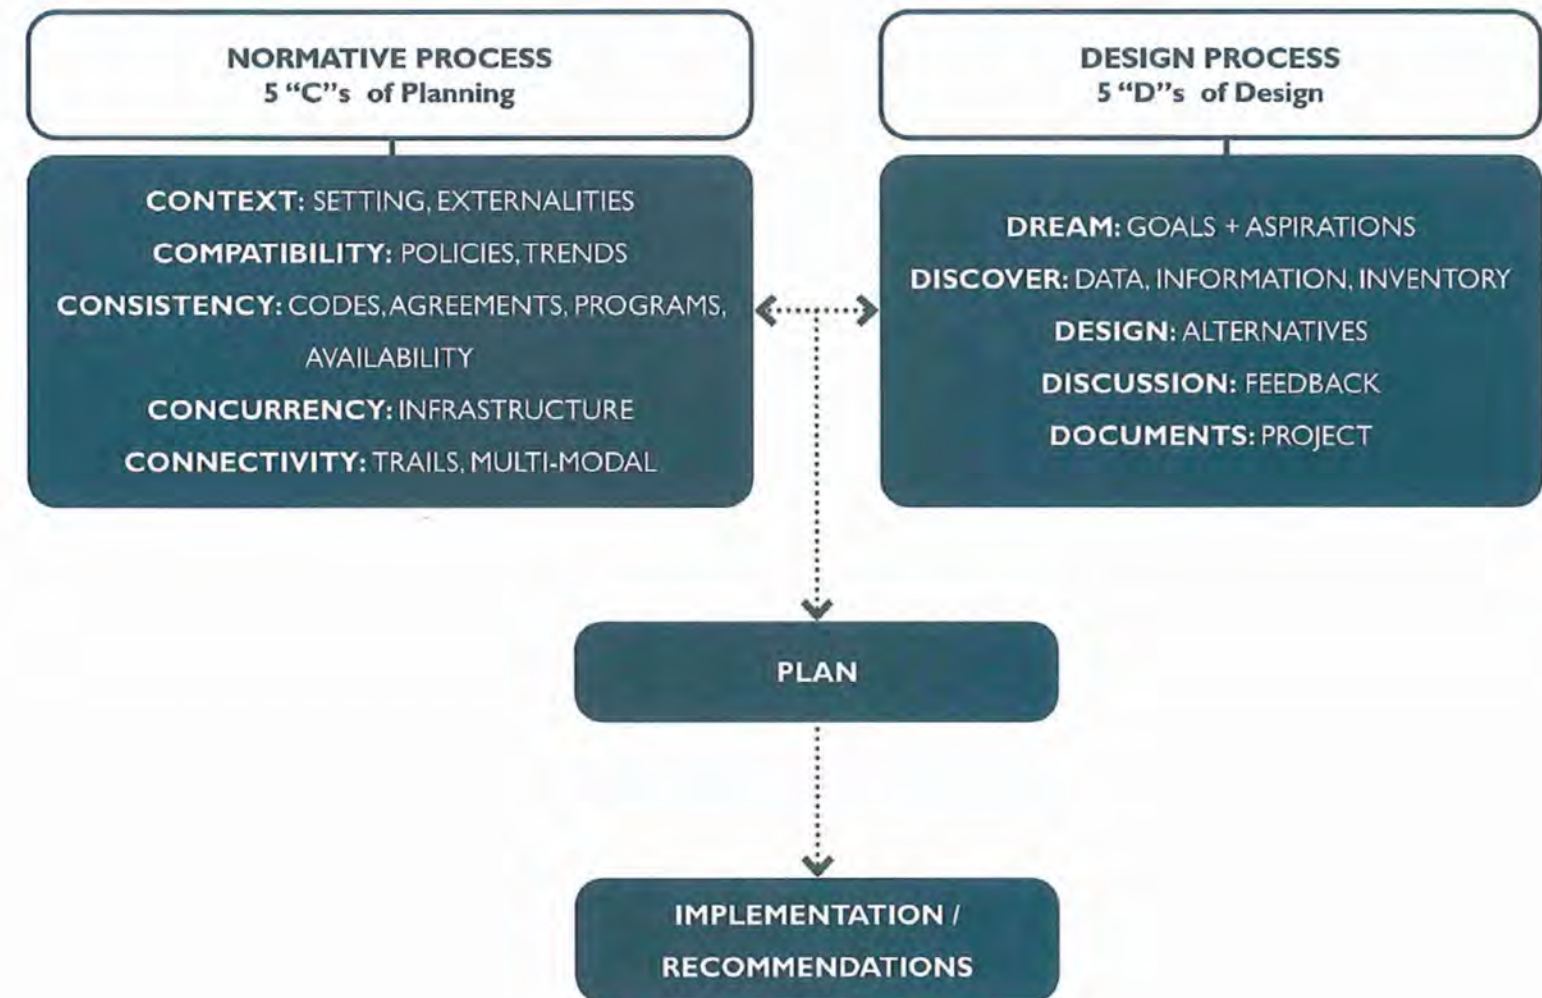 NORMATIVE PROCESS
5 “C”s of Planning
CONTEXT: SETTING, EXTERNALITIES
COMPATIBILITY: POLICIES, TRENDS
CONSISTENCY: CODES, AGREEMENTS, PROGRAMS,
AVAILABILITY
CONCURRENCY: INFRASTRUCTURE
CONNECTIVITY: TRAILS, MULTI-MODAL
DESIGN PROCESS
5 “D”s of Design
DREAM: GOALS + ASPIRATIONS
DISCOVER: DATA, INFORMATION, INVENTORY
DESIGN: ALTERNATIVES
DISCUSSION: FEEDBACK
DOCUMENTS: PROJECT
PLAN
IMPLEMENTATION /
RECOMMENDATIONS